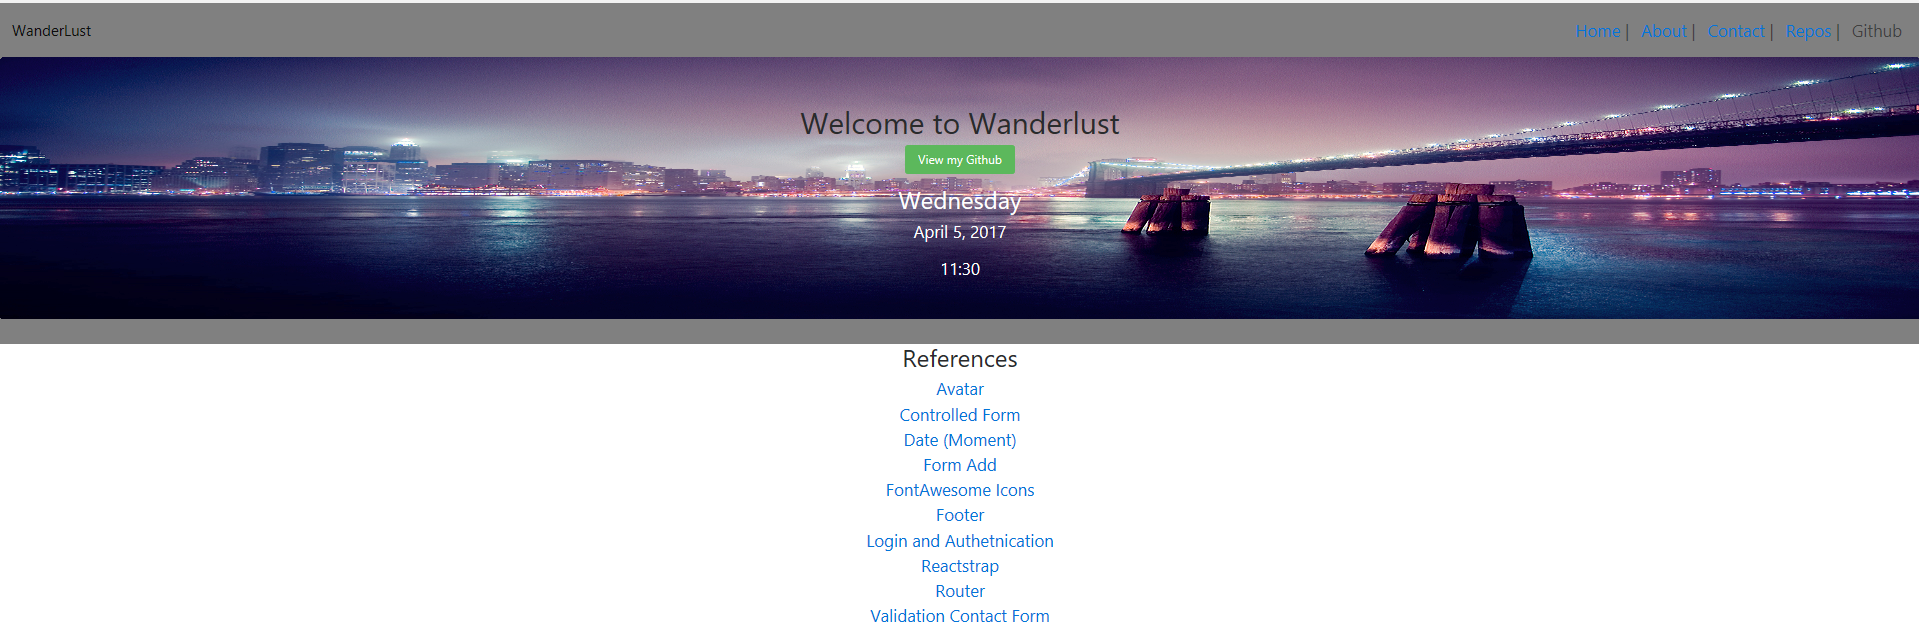 WanderLust
Home | About | Contact | Repos | Github
Welcome to Wanderlust
View my Github
Wednesday
April 5, 2017
11:30
References
Avatar
Controlled Form
Date (Moment)
Form Add
FontAwesome Icons
Footer
Login and Authetnication
Reactstrap
Router
Validation Contact Form